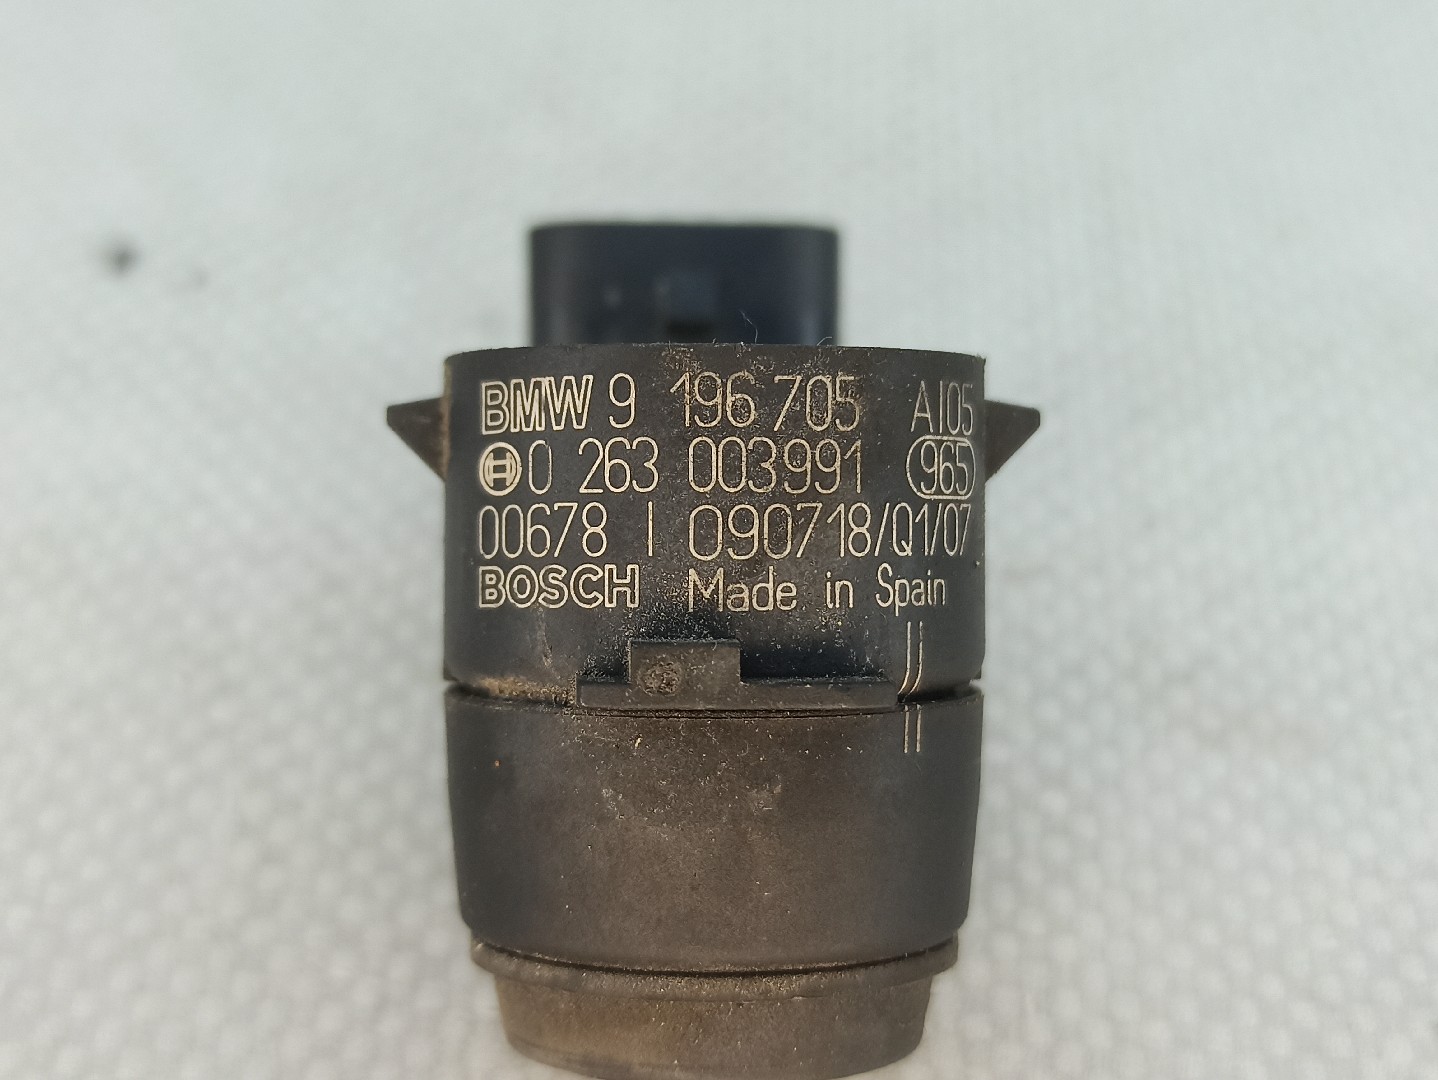 BMW 9 196 705 AI05
0 263 003991 965
00678 I 090718/Q1/07
BOSCH Made in Spain